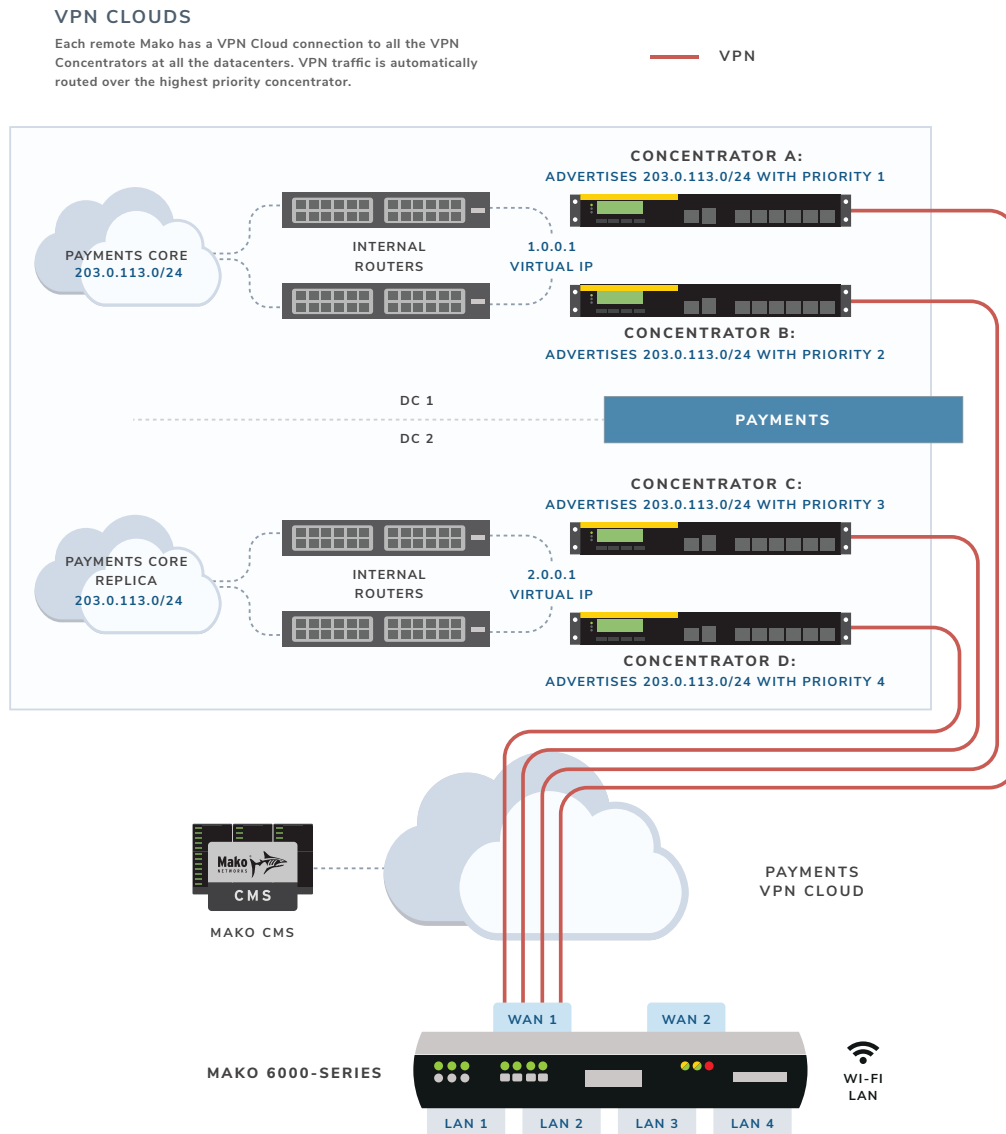 VPN CLOUDS
Each remote Mako has a VPN Cloud connection to all the VPN
Concentrators at all the datacenters. VPN traffic is automatically
routed over the highest priority concentrator.
VPN
CONCENTRATOR A:
ADVERTISES 203.0.113.0/24 WITH PRIORITY 1
PAYMENTS CORE
203.0.113.0/24
INTERNAL
ROUTERS
1.0.0.1
VIRTUAL IP
CONCENTRATOR B:
ADVERTISES 203.0.113.0/24 WITH PRIORITY 2
DC 1
DC 2
PAYMENTS
CONCENTRATOR C:
ADVERTISES 203.0.113.0/24 WITH PRIORITY 3
PAYMENTS CORE
REPLICA
203.0.113.0/24
INTERNAL
ROUTERS
2.0.0.1
VIRTUAL IP
CONCENTRATOR D:
ADVERTISES 203.0.113.0/24 WITH PRIORITY 4
Mako
NETWORKS
CMS
MAKO CMS
PAYMENTS
VPN CLOUD
WAN 1
WAN 2
MAKO 6000-SERIES
WI-FI
LAN
LAN 1
LAN 2
LAN 3
LAN 4